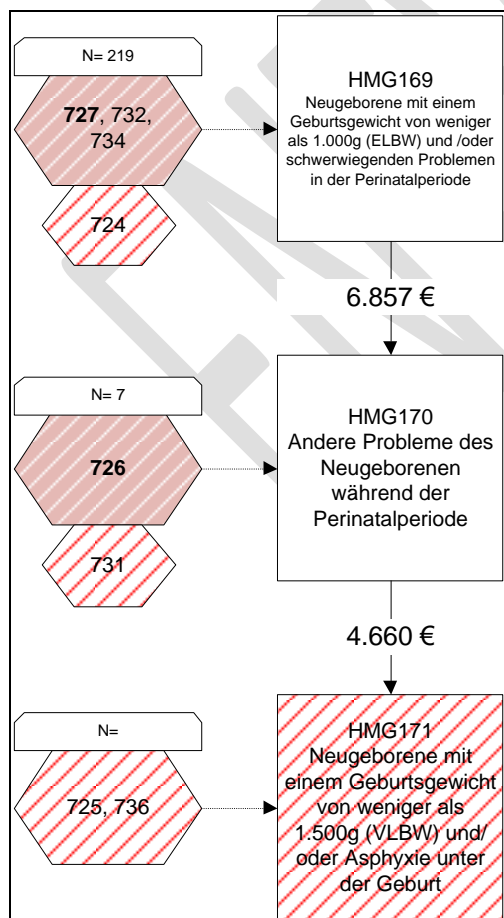 N= 219
727, 732,
734
724
HMG169
Neugeborene mit einem
Geburtsgewicht von weniger
als 1.000g (ELBW) und /oder
schwerwiegenden Problemen
in der Perinatalperiode
6.857 €
N= 7
726
731
HMG170
Andere Probleme des
Neugeborenen
während der
Perinatalperiode
4.660 €
N=
725, 736
HMG171
Neugeborene mit
einem Geburtsgewicht
von weniger als
1.500g (VLBW) und/
oder Asphyxie unter
der Geburt